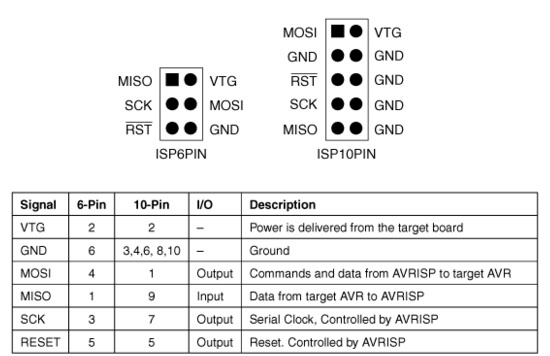 MOSI VTG
GND GND
RST GND
SCK GND
MISO GND
ISP10PIN
MISO VTG
SCK MOSI
RST GND
ISP6PIN
Signal 6-Pin 10-Pin I/O Description
VTG 2 2 – Power is delivered from the target board
GND 6 3,4,6, 8,10 – Ground
MOSI 4 1 Output Commands and data from AVRISP to target AVR
MISO 1 9 Input Data from target AVR to AVRISP
SCK 3 7 Output Serial Clock, Controlled by AVRISP
RESET 5 5 Output Reset. Controlled by AVRISP